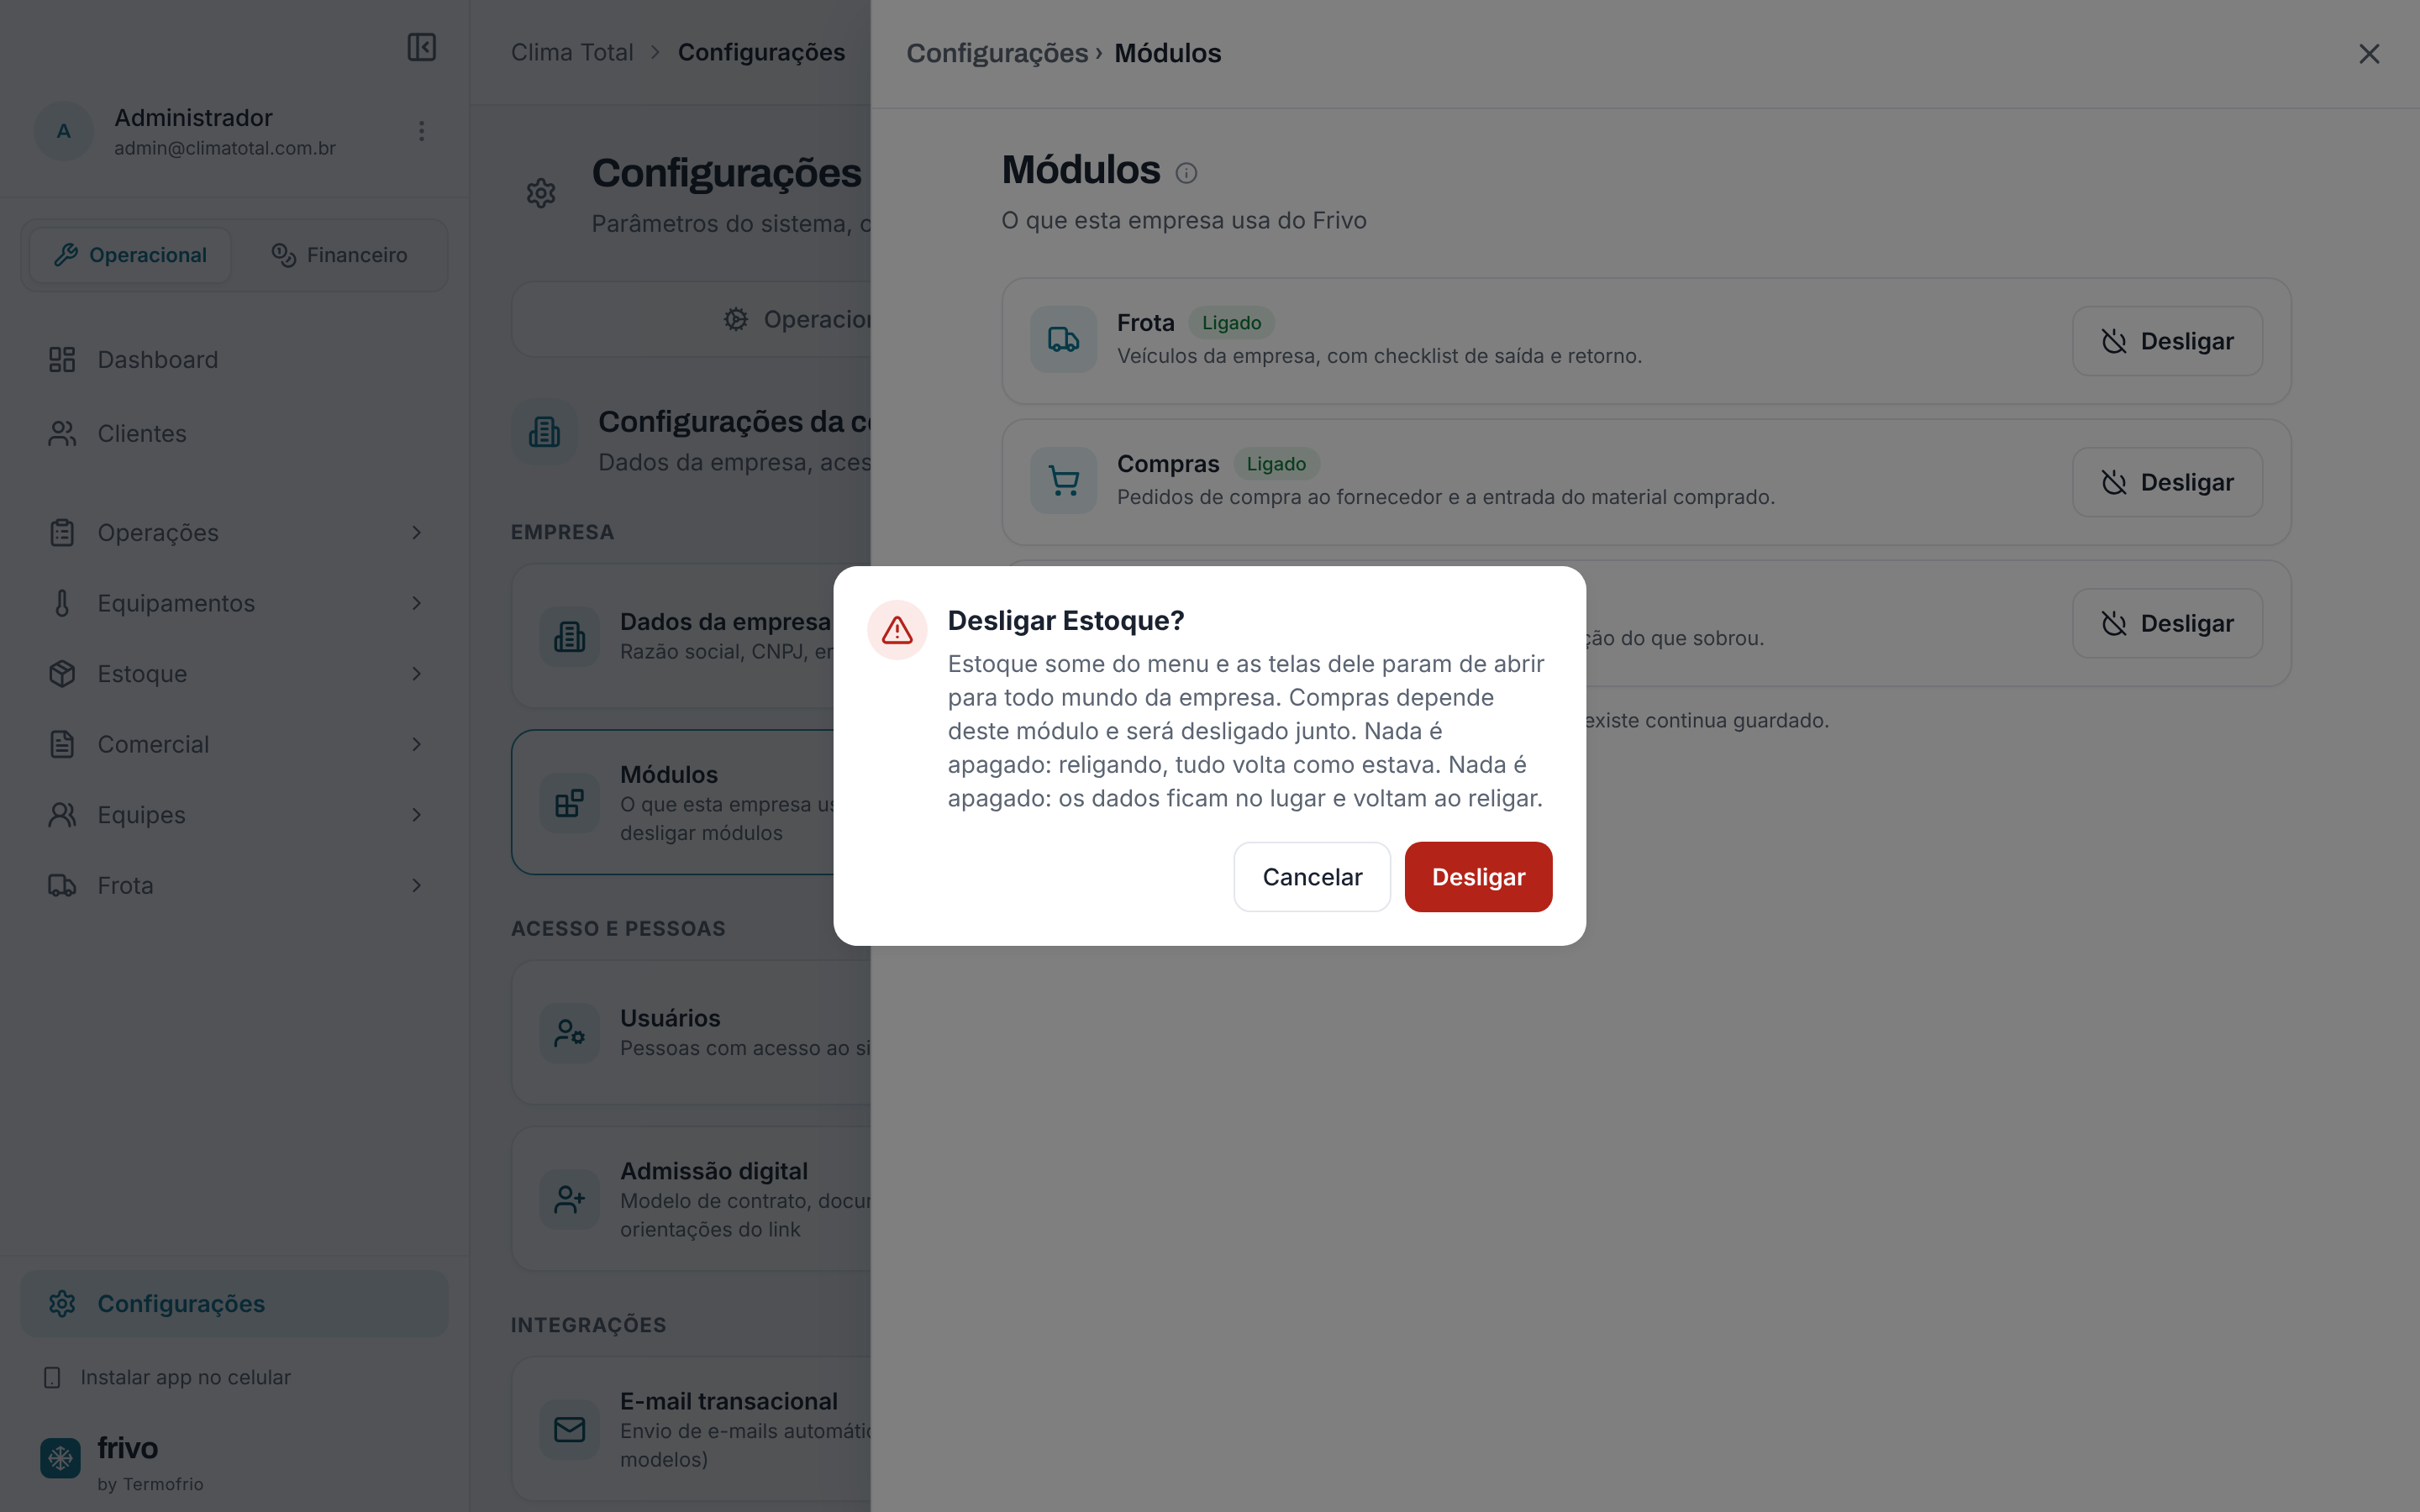 A
Administrador
admin@climatotal.com.br
Operacional
Financeiro
Dashboard
Clientes
Operações
Equipamentos
Estoque
Comercial
Equipes
Frota
Configurações
Instalar app no celular
frivo
by Termofrio
Clima Total
Configurações
Configurações
Parâmetros do sistema,
Operacion
Configurações da
Dados da empresa,
EMPRESA
Dados da empresa
Razão social, CNPJ,
Módulos
O que esta empresa
desligar módulos
ACESSO E PESSOAS
Usuários
Pessoas com acesso ao
Admissão digital
Modelo de contrato,
orientações do link
INTEGRAÇÕES
E-mail transacional
Envio de e-mails
modelos)
Configurações › Módulos
Módulos
O que esta empresa usa do Frivo
Frota Ligado
Veículos da empresa, com checklist de saída e retorno.
Desligar
Compras Ligado
Pedidos de compra ao fornecedor e a entrada do material comprado.
Desligar
do que sobrou.
Desligar
existe continua guardado.
Desligar Estoque?
Estoque some do menu e as telas dele param de abrir
para todo mundo da empresa. Compras depende
deste módulo e será desligado junto. Nada é
apagado: religando, tudo volta como estava. Nada é
apagado: os dados ficam no lugar e voltam ao religar.
Cancelar
Desligar